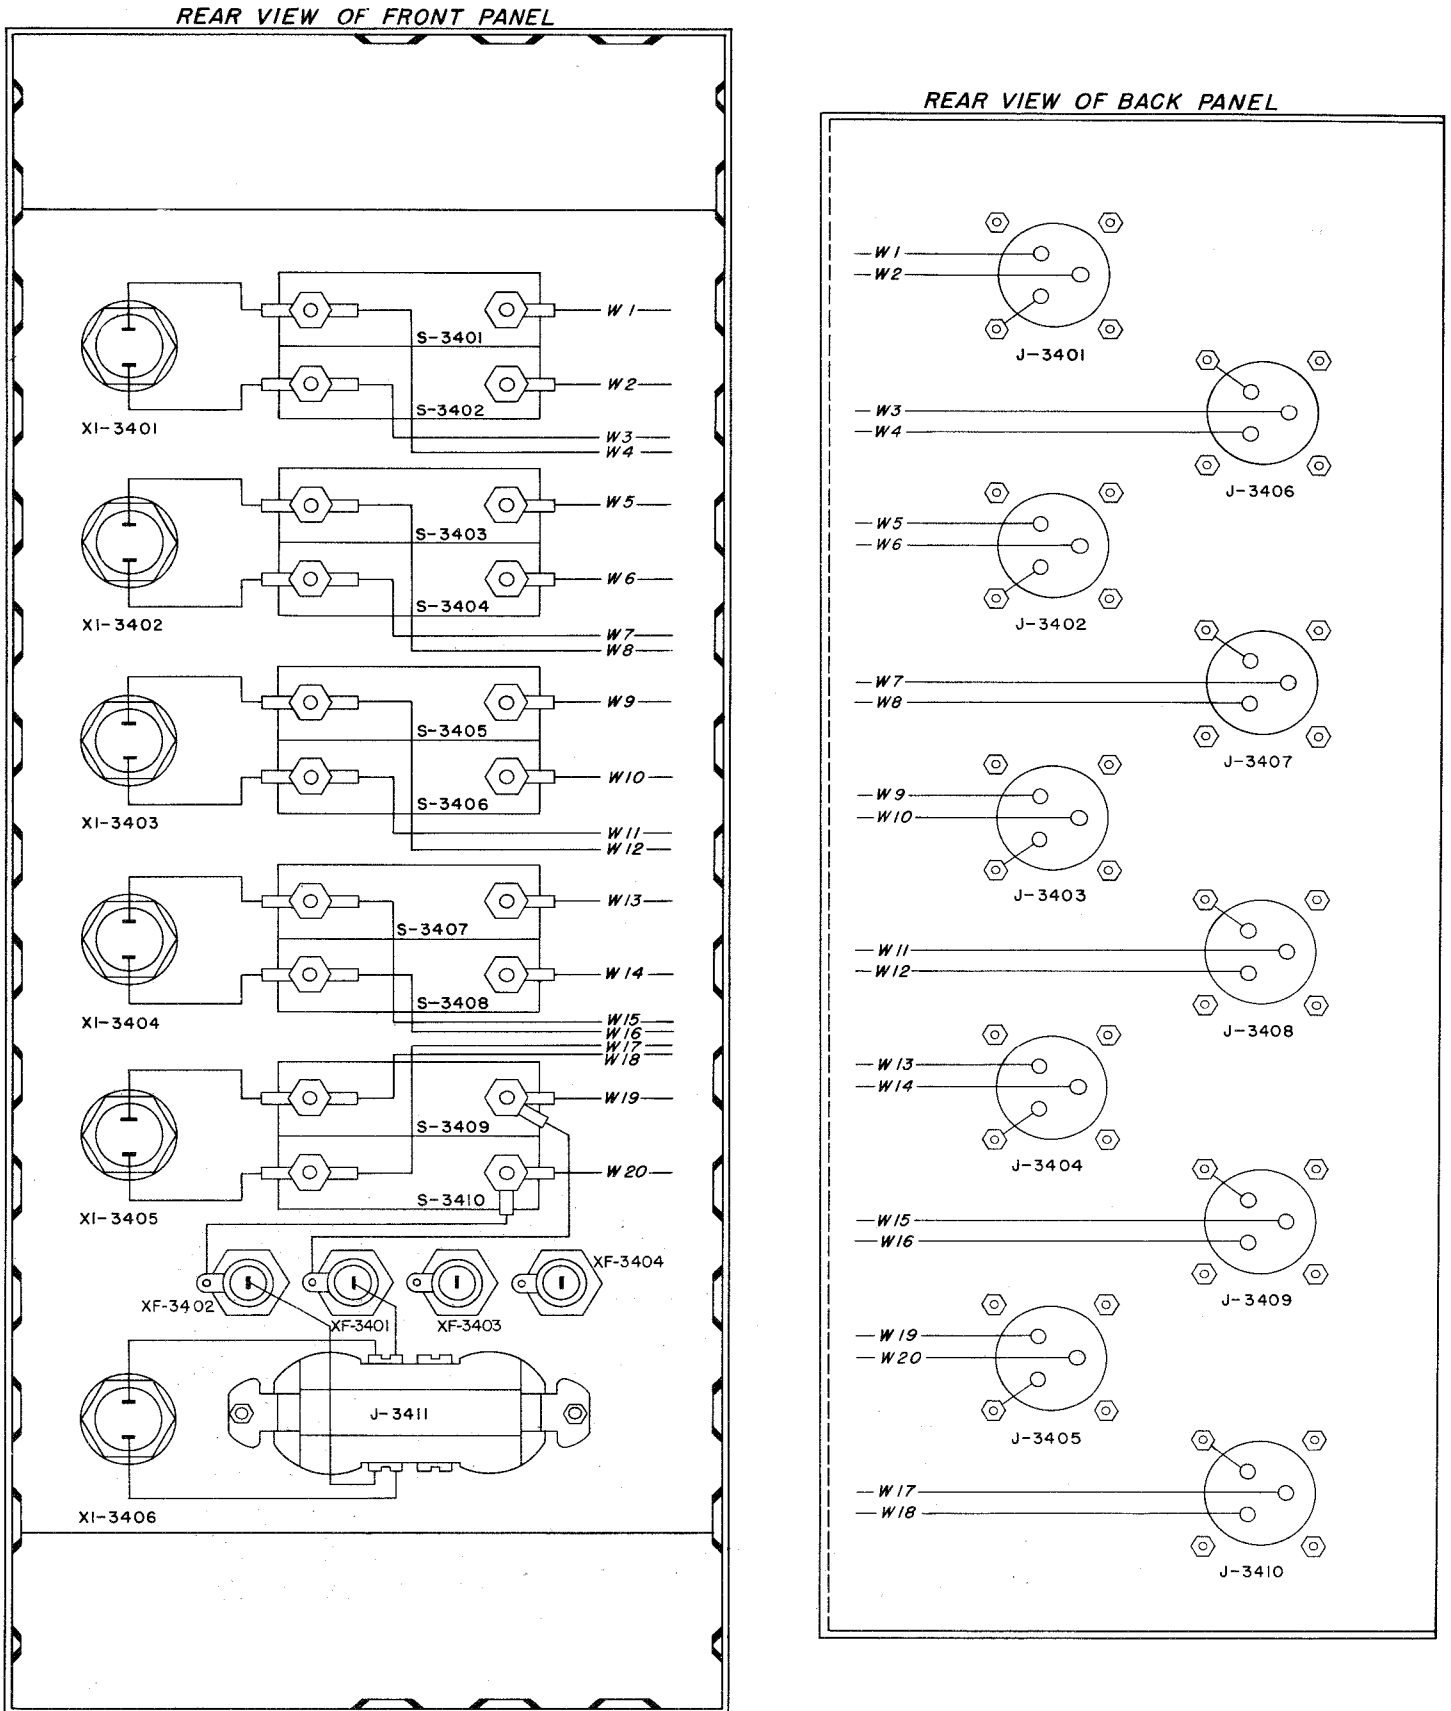 REAR VIEW OF FRONT PANEL
W1
S-3401
W2
S-3402
XI-3401
W3
W4
W5
S-3403
W6
S-3404
XI-3402
W7
W8
W9
S-3405
W10
S-3406
XI-3403
W11
W12
W13
S-3407
W14
S-3408
XI-3404
W15
W16
W17
W18
W19
S-3409
W20
S-3410
XI-3405
XF-3404
XF-3402
XF-3401
XF-3403
J-3411
XI-3406
REAR VIEW OF BACK PANEL
W1
W2
J-3401
W3
W4
J-3406
W5
W6
J-3402
W7
W8
J-3407
W9
W10
J-3403
W11
W12
J-3408
W13
W14
J-3404
W15
W16
J-3409
W19
W20
J-3405
W17
W18
J-3410